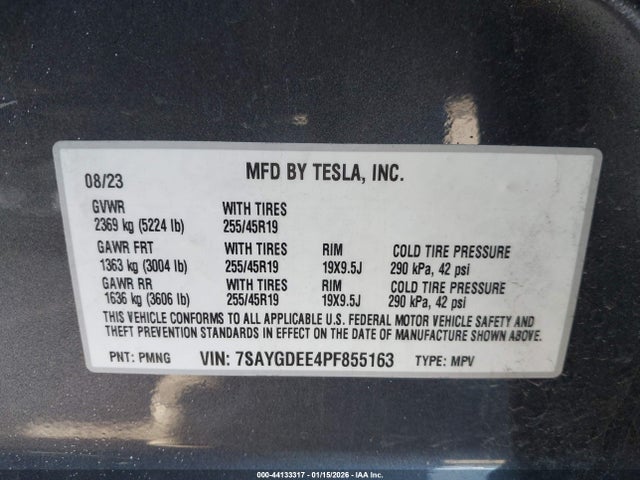 08/23 MFD BY TESLA, INC.
GVWR WITH TIRES
2369 kg (5224 lb) 255/45R19
GAWR FRT WITH TIRES RIM COLD TIRE PRESSURE
1363 kg (3004 lb) 255/45R19 19X9.5J 290 kPa, 42 psi
GAWR RR WITH TIRES RIM COLD TIRE PRESSURE
1636 kg (3606 lb) 255/45R19 19X9.5J 290 kPa, 42 psi
THIS VEHICLE CONFORMS TO ALL APPLICABLE U.S. FEDERAL MOTOR VEHICLE SAFETY AND
THEFT PREVENTION STANDARDS IN EFFECT ON THE DATE OF MANUFACTURE SHOWN ABOVE.
PNT: PMNG VIN: 7SAYGDEE4PF855163 TYPE: MPV
000-44133317 - 01/15/2026 - IAA Corp.